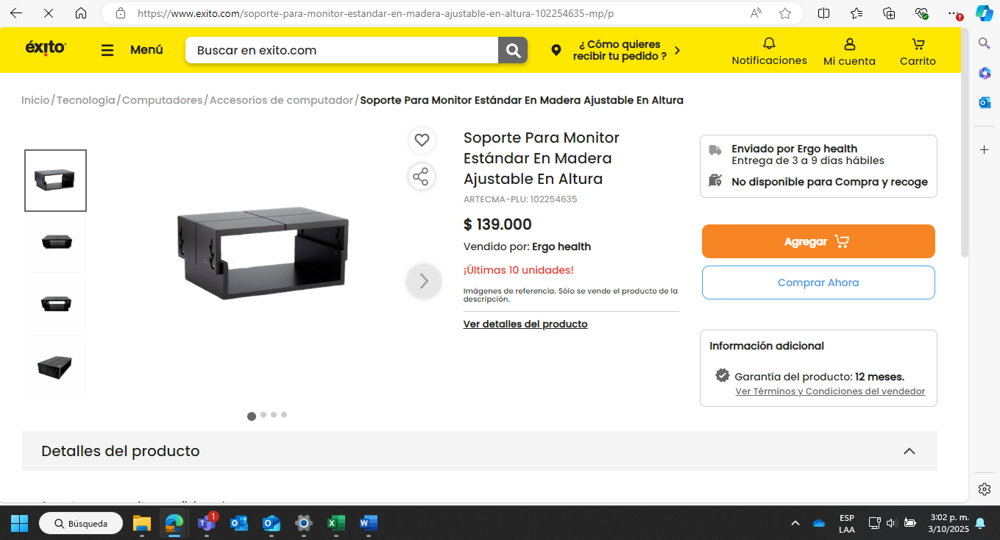 https://www.exito.com/soporte-para-monitor-estandar-en-madera-ajustable-en-altura-102254635-mp/p
éxito
Menú
Buscar en exito.com
¿ Cómo quieres
recibir tu pedido ?
Notificaciones
Mi cuenta
Carrito
Inicio/Tecnología/Computadores/Accesorios de computador/Soporte Para Monitor Estándar En Madera Ajustable En Altura
Soporte Para Monitor
Estándar En Madera
Ajustable En Altura
ARTECMA-PLU: 102254635
$ 139.000
Vendido por: Ergo health
¡Últimas 10 unidades!
Imágenes de referencia. Sólo se vende el producto de la
descripción.
Ver detalles del producto
Enviado por Ergo health
Entrega de 3 a 9 días hábiles
No disponible para Compra y recoge
Agregar
Comprar Ahora
Información adicional
Garantía del producto: 12 meses.
Ver Términos y Condiciones del vendedor
Detalles del producto
Búsqueda
1
ESP
LAA
3:02 p. m.
3/10/2025